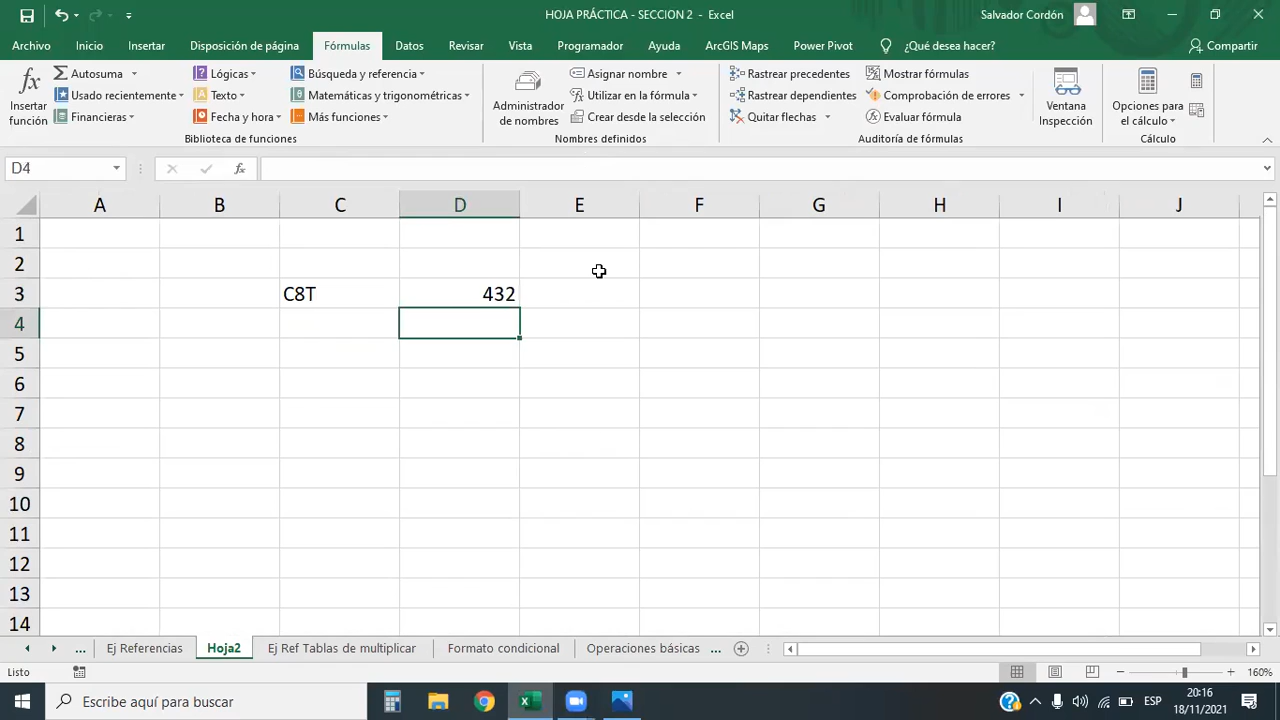 HOJA PRÁCTICA - SECCION 2 - Excel
Salvador Cordón
Archivo Inicio Insertar Disposición de página Fórmulas Datos Revisar Vista Programador Ayuda ArcGIS Maps Power Pivot ¿Qué desea hacer? Compartir
fx Insertar función
Autosuma
Usado recientemente
Financieras
Lógicas
Texto
Fecha y hora
Búsqueda y referencia
Matemáticas y trigonométricas
Más funciones
Biblioteca de funciones
Administrador de nombres
Asignar nombre
Utilizar en la fórmula
Crear desde la selección
Nombres definidos
Rastrear precedentes
Rastrear dependientes
Quitar flechas
Mostrar fórmulas
Comprobación de errores
Evaluar fórmula
Auditoría de fórmulas
Ventana Inspección
Opciones para el cálculo
Cálculo
D4 fx
A B C D E F G H I J
1
2
3 C8T 432
4
5
6
7
8
9
10
11
12
13
14
... Ej Referencias Hoja2 Ej Ref Tablas de multiplicar Formato condicional Operaciones básicas ...
Listo 160%
Escribe aquí para buscar
ESP
20:16
18/11/2021